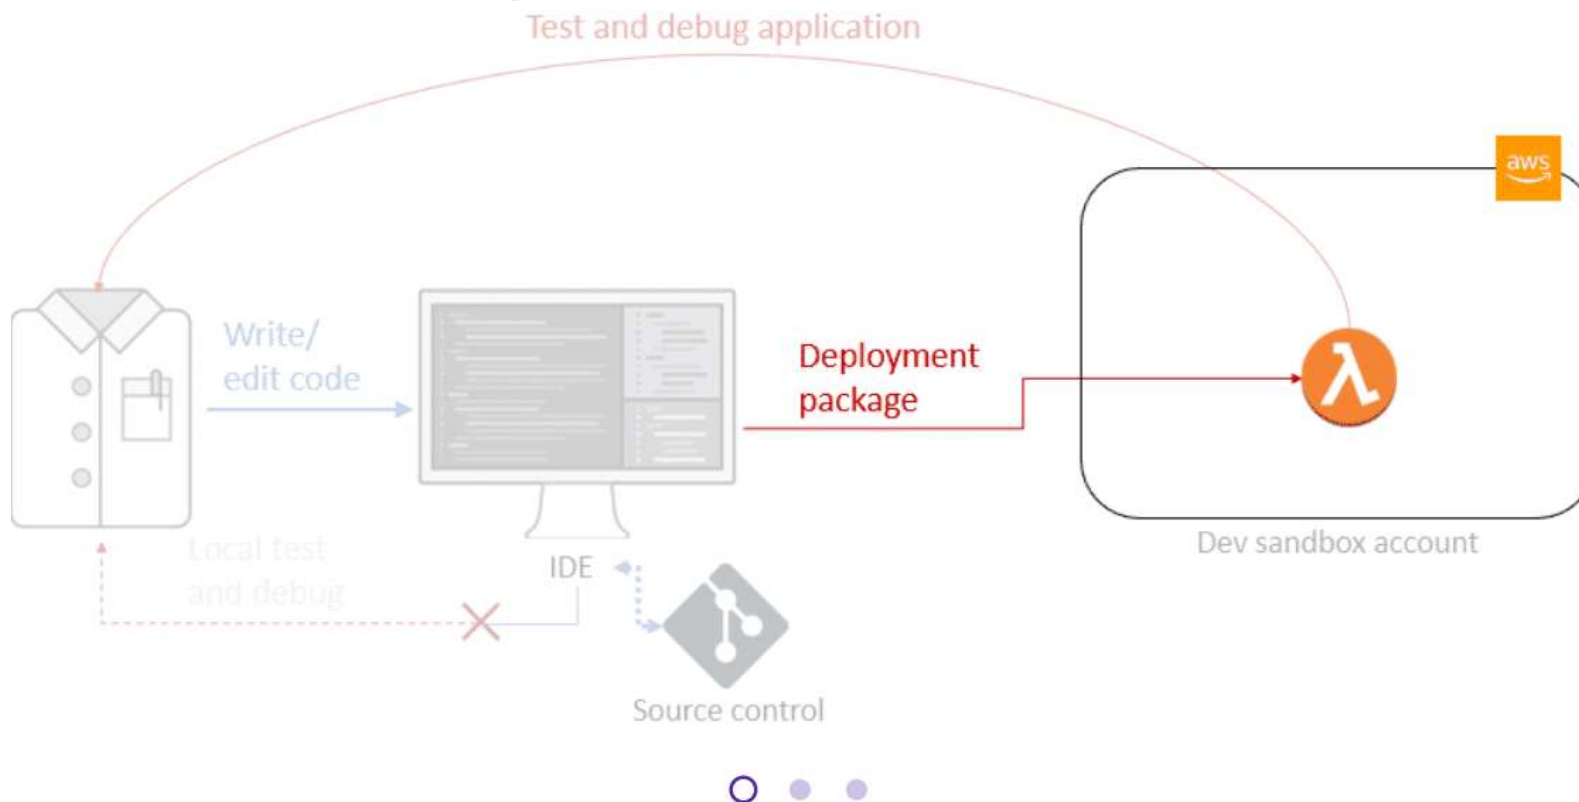 Test and debug application
aws
Write/
edit code
Deployment
package
λ
Dev sandbox account
Local test
and debug
IDE
Source control